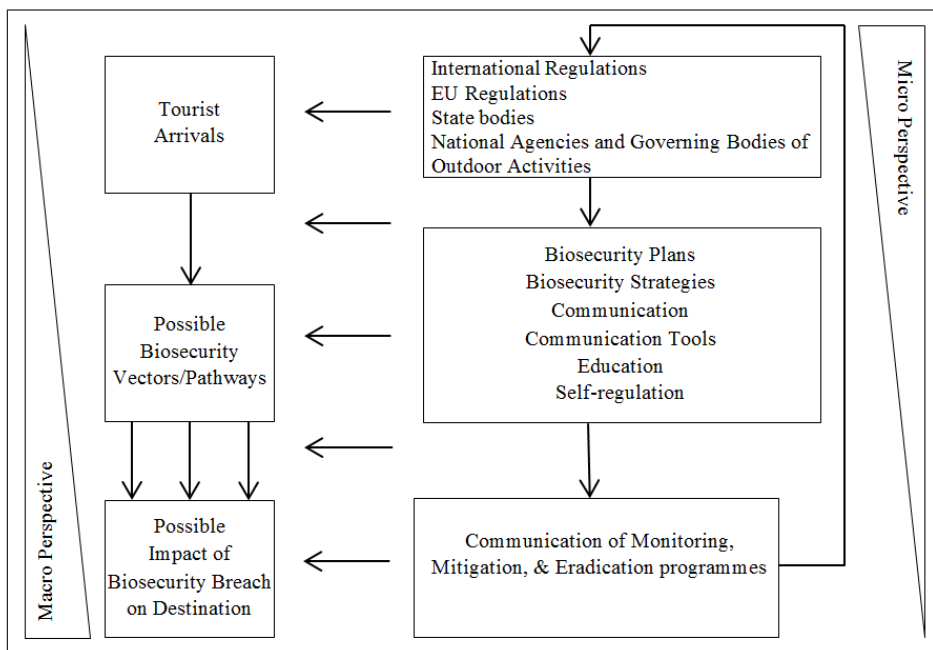 Tourist
Arrivals
International Regulations
EU Regulations
State bodies
National Agencies and Governing Bodies of
Outdoor Activities
Micro Perspective
Possible
Biosecurity
Vectors/Pathways
Biosecurity Plans
Biosecurity Strategies
Communication
Communication Tools
Education
Self-regulation
Macro Perspective
Possible
Impact of
Biosecurity Breach
on Destination
Communication of Monitoring,
Mitigation, & Eradication programmes